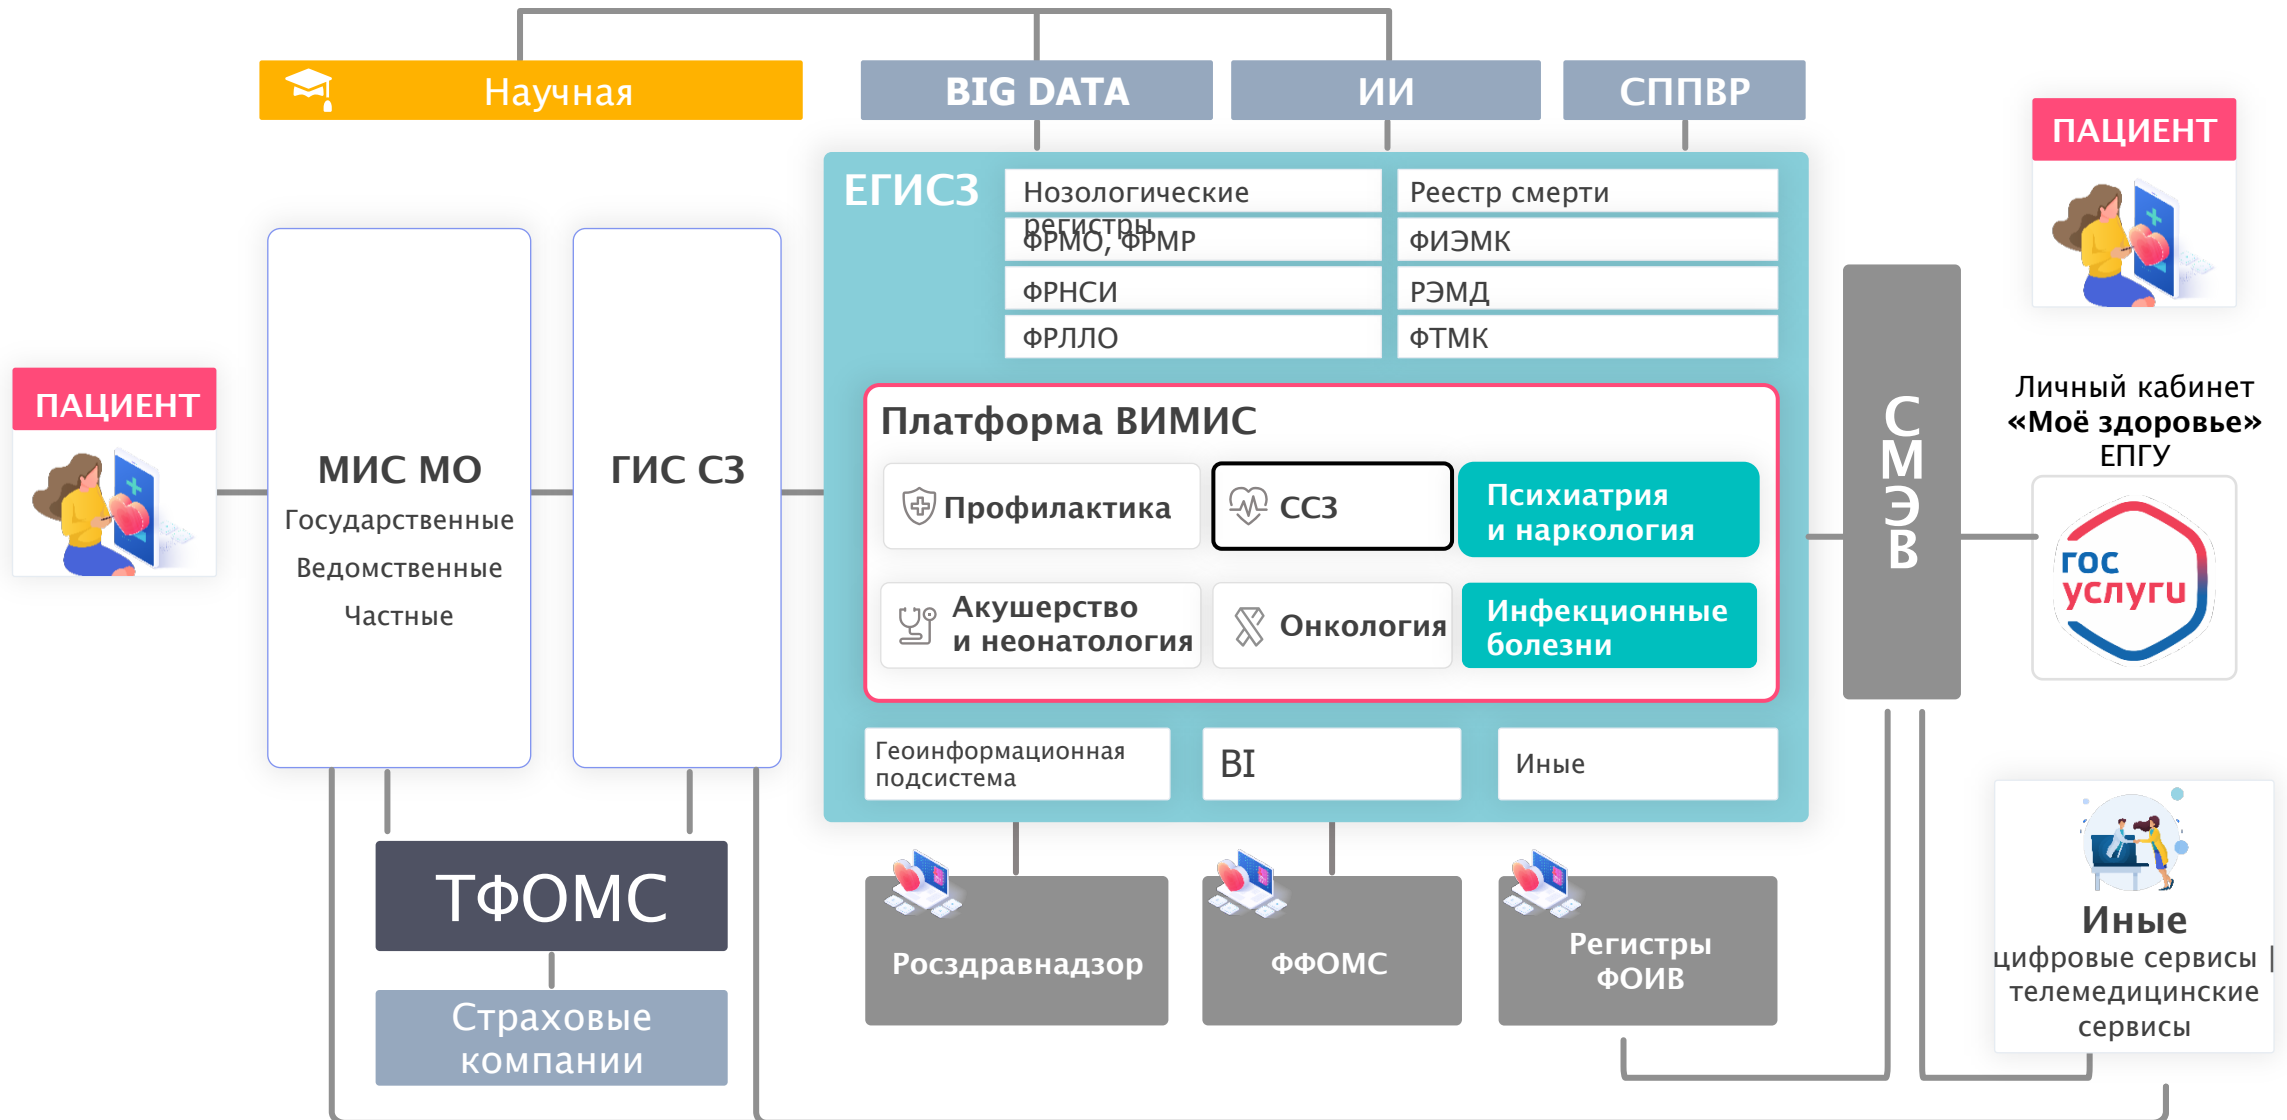 Научная
BIG DATA
ИИ
СППВР
ПАЦИЕНТ
ЕГИСЗ
Нозологические
регистры
Реестр смерти
ФРМО, ФРМР
ФИЭМК
ФРНСИ
РЭМД
ФРЛЛО
ФТМК
ПАЦИЕНТ
МИС МО
Государственные
Ведомственные
Частные
ГИС СЗ
Платформа ВИМИС
Профилактика
ССЗ
Психиатрия
и наркология
Акушерство
и неонатология
Онкология
Инфекционные
болезни
Геоинформационная
подсистема
BI
Иные
С
М
Э
В
Личный кабинет
«Моё здоровье»
ЕПГУ
гос
услуги
ТФОМС
Страховые
компании
Росздравнадзор
ФФОМС
Регистры
ФОИВ
Иные
цифровые сервисы |
телемедицинские
сервисы